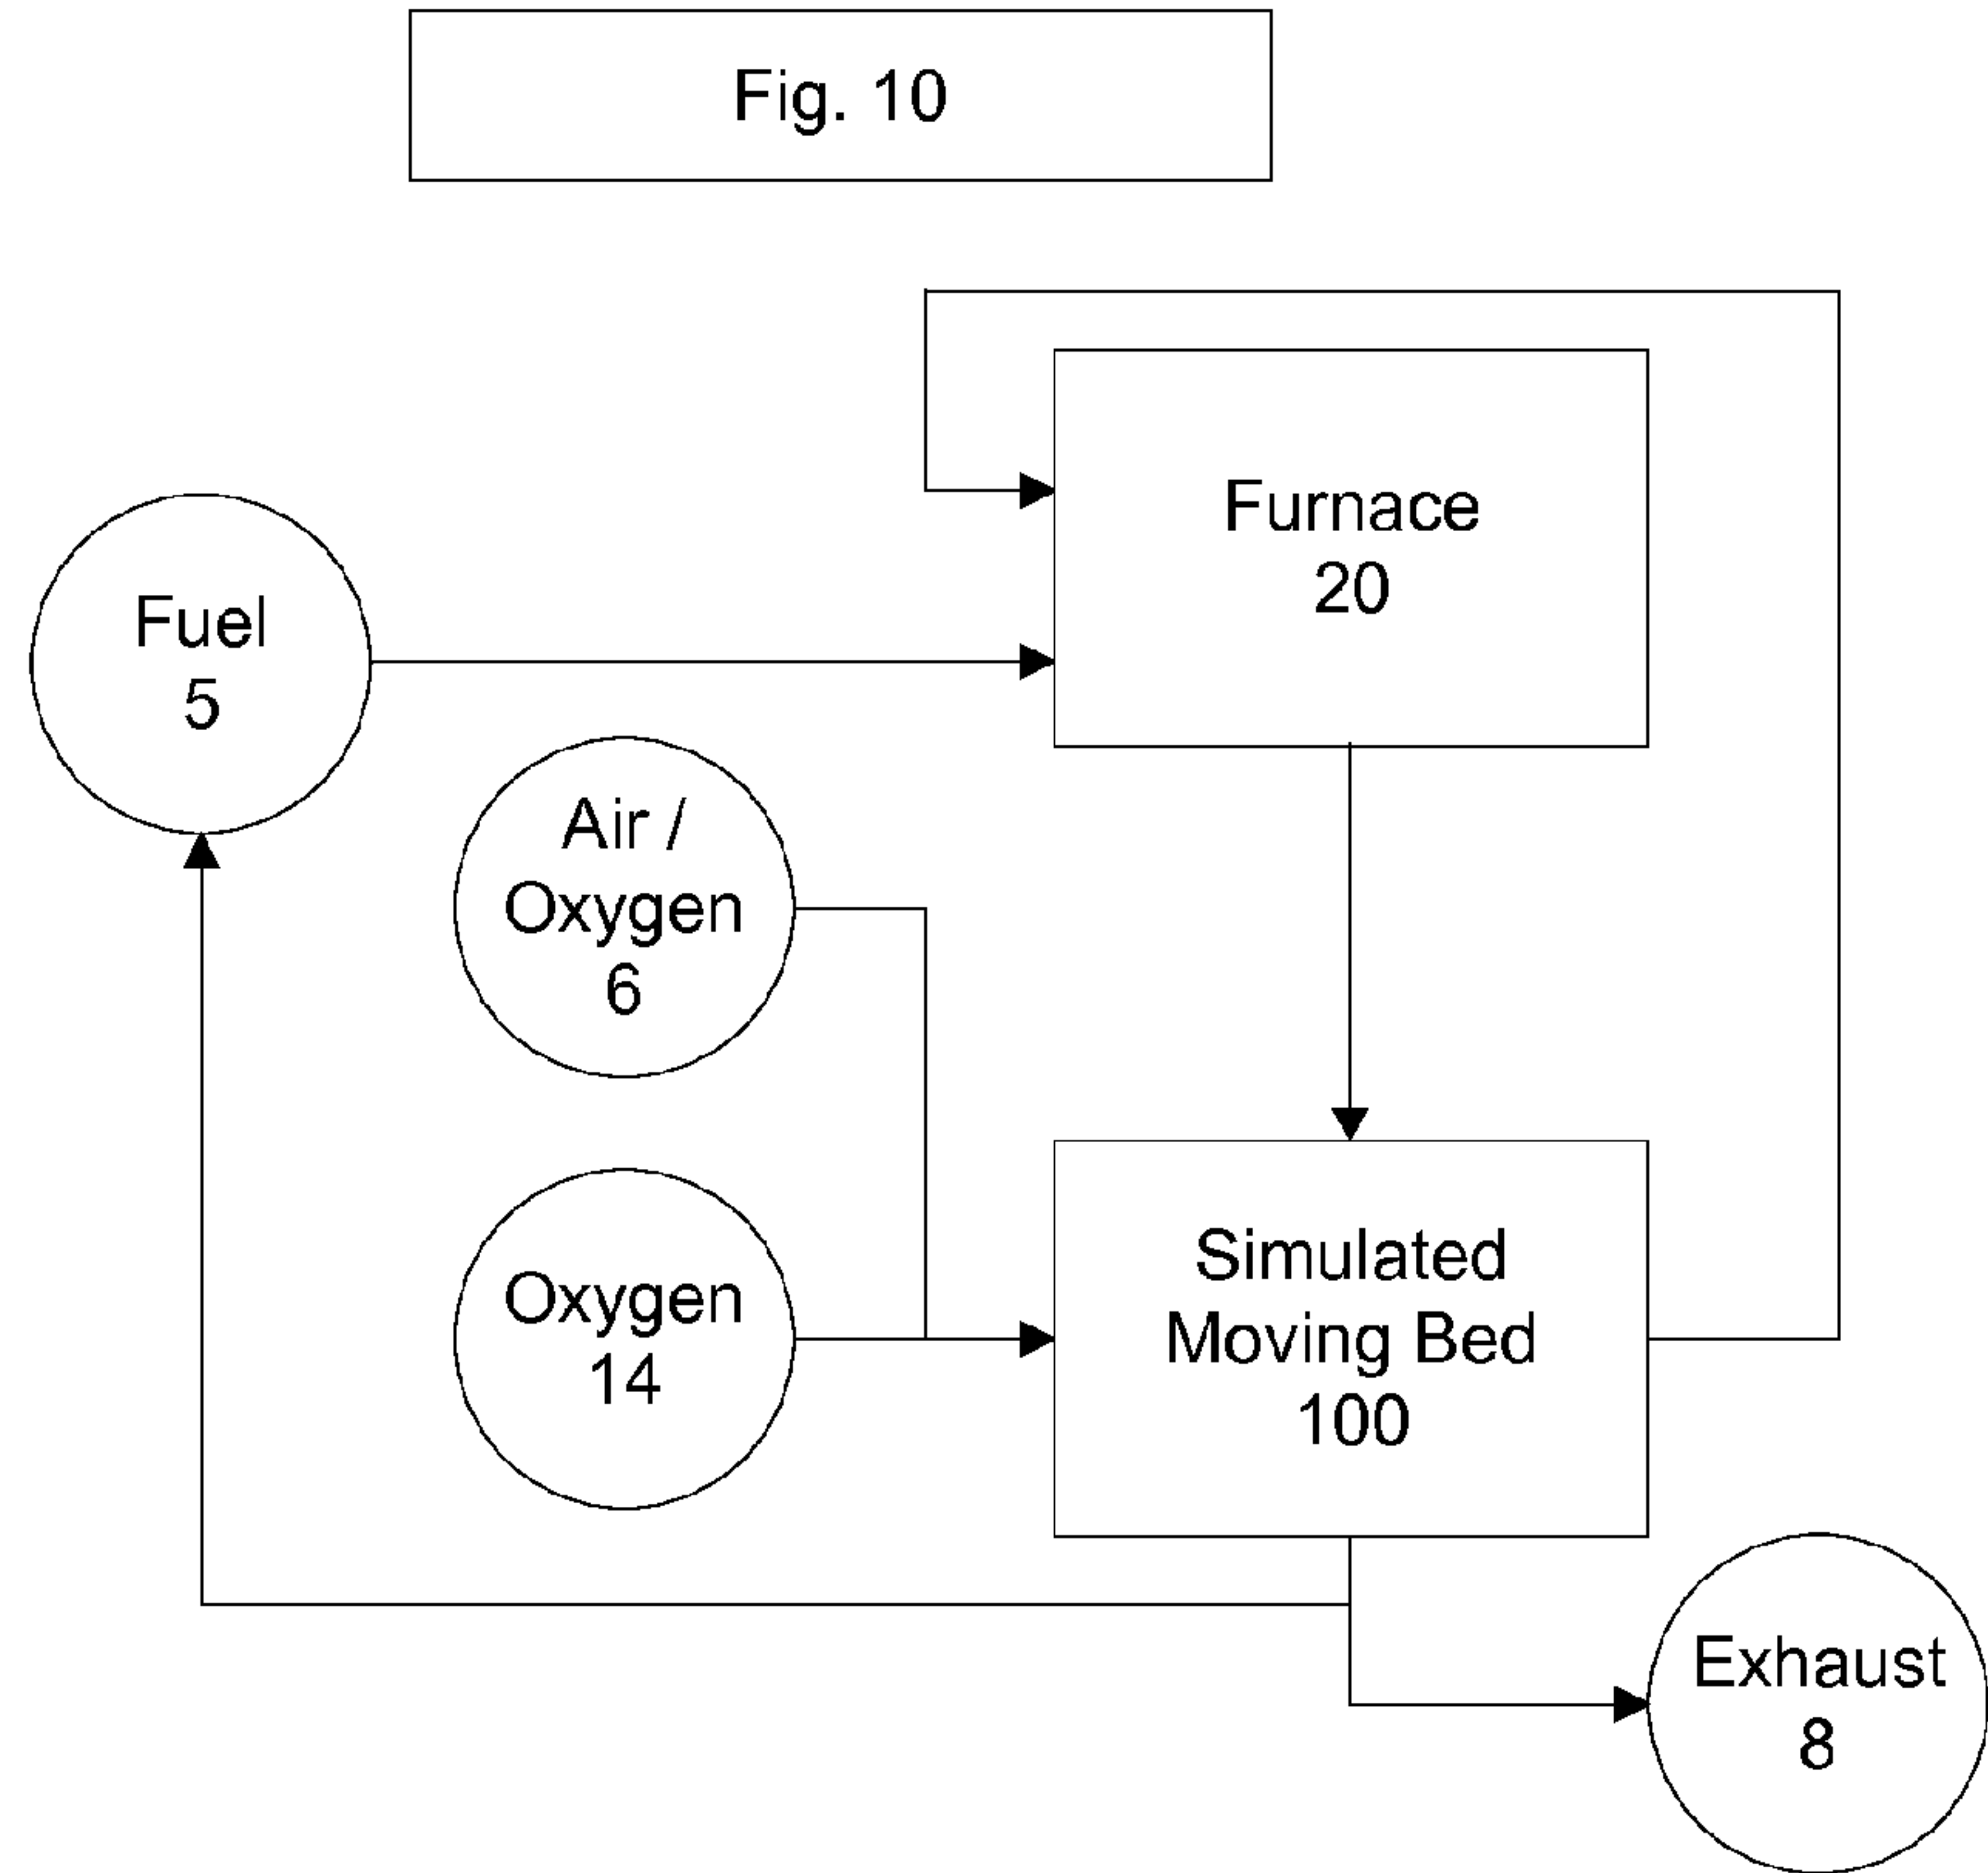 Fig. 10
Furnace
20
Fuel
5
Air /
Oxygen
6
Oxygen
14
Simulated
Moving Bed
100
Exhaust
8